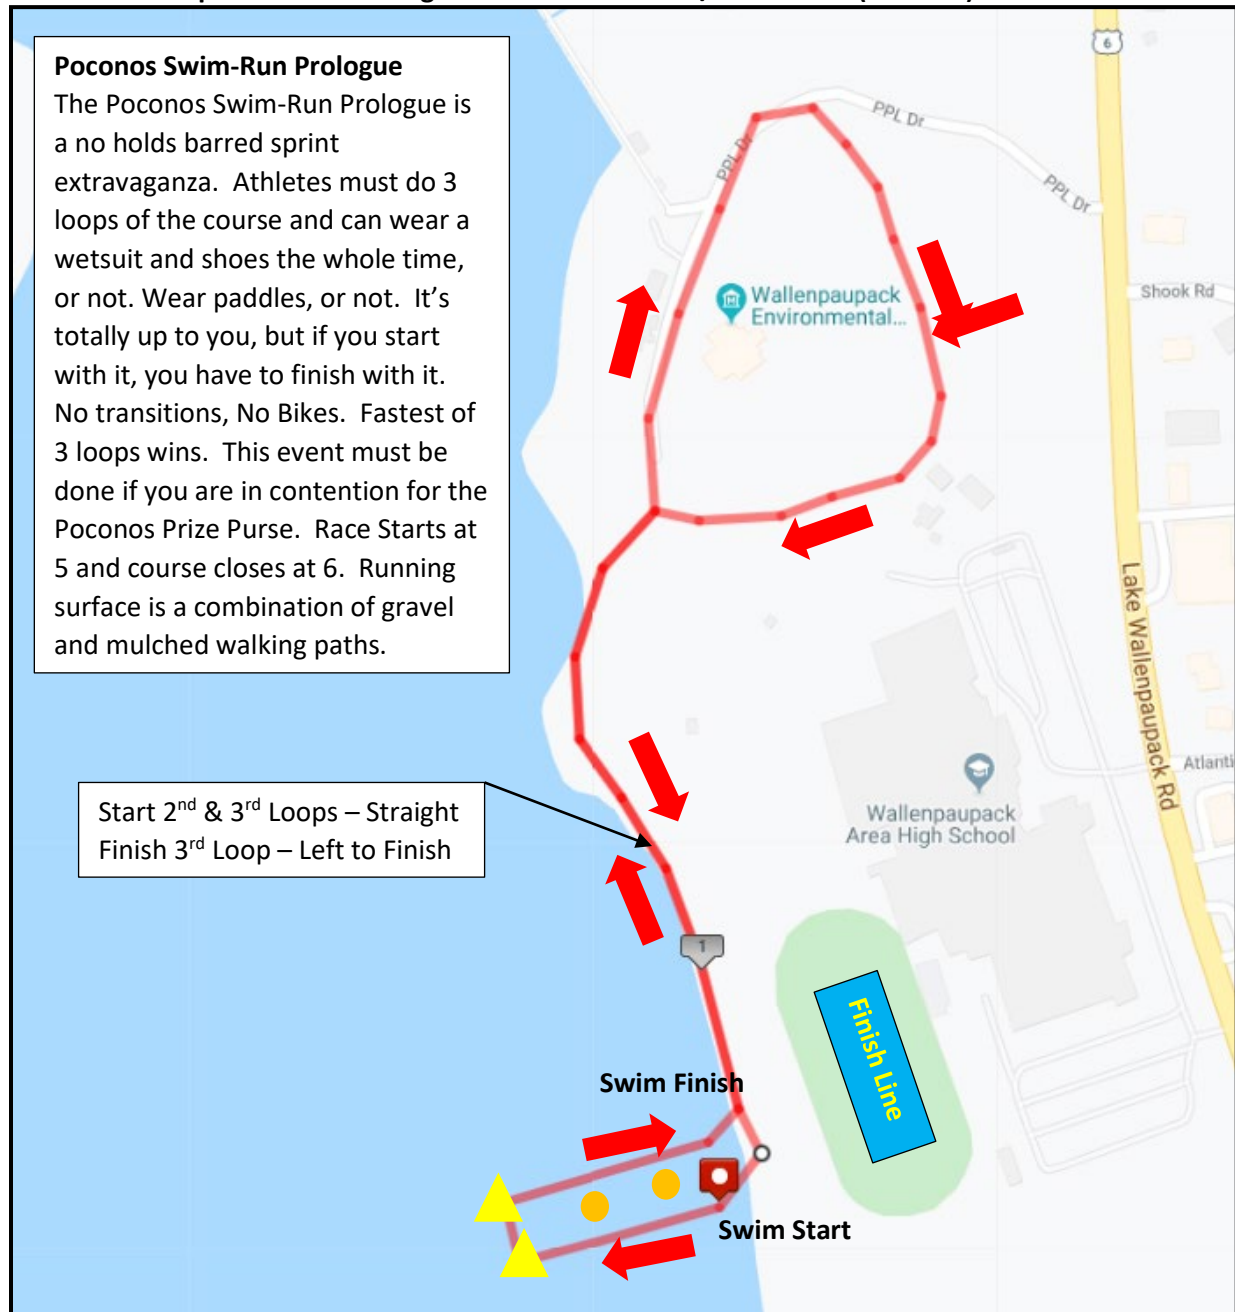 6
Poconos Swim-Run Prologue
The Poconos Swim-Run Prologue is
a no holds barred sprint
extravaganza.  Athletes must do 3
loops of the course and can wear a
wetsuit and shoes the whole time,
or not. Wear paddles, or not.  It’s
totally up to you, but if you start
with it, you have to finish with it.
No transitions, No Bikes.  Fastest of
3 loops wins.  This event must be
done if you are in contention for the
Poconos Prize Purse.  Race Starts at
5 and course closes at 6.  Running
surface is a combination of gravel
and mulched walking paths.
PPL Dr
PPL Dr
PPL Dr
Wallenpaupack
Environmental...
Shook Rd
Lake Wallenpaupack Rd
Start 2nd & 3rd Loops – Straight
Finish 3rd Loop – Left to Finish
Atlanti
Wallenpaupack
Area High School
1
Finish Line
Swim Finish
Swim Start